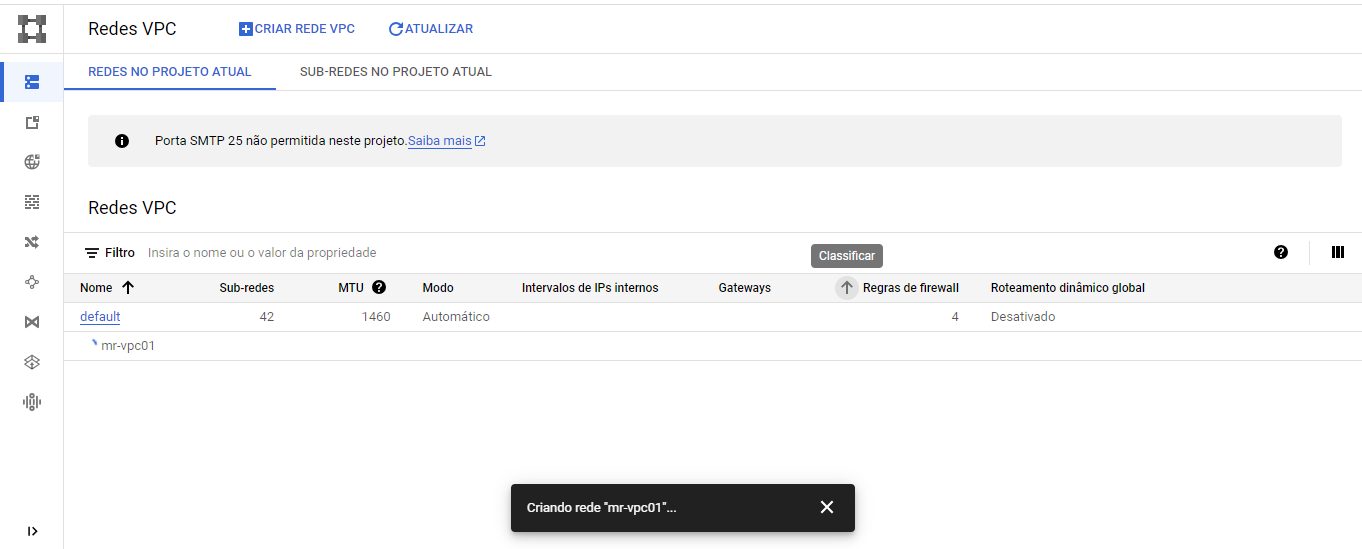 Redes VPC
CRIAR REDE VPC
ATUALIZAR
REDES NO PROJETO ATUAL
SUB-REDES NO PROJETO ATUAL
Porta SMTP 25 não permitida neste projeto.Saiba mais
Redes VPC
Filtro
Insira o nome ou o valor da propriedade
Classificar
Nome Sub-redes MTU Modo Intervalos de IPs internos Gateways Regras de firewall Roteamento dinâmico global
default 42 1460 Automático 4 Desativado
mr-vpc01
Criando rede "mr-vpc01"...